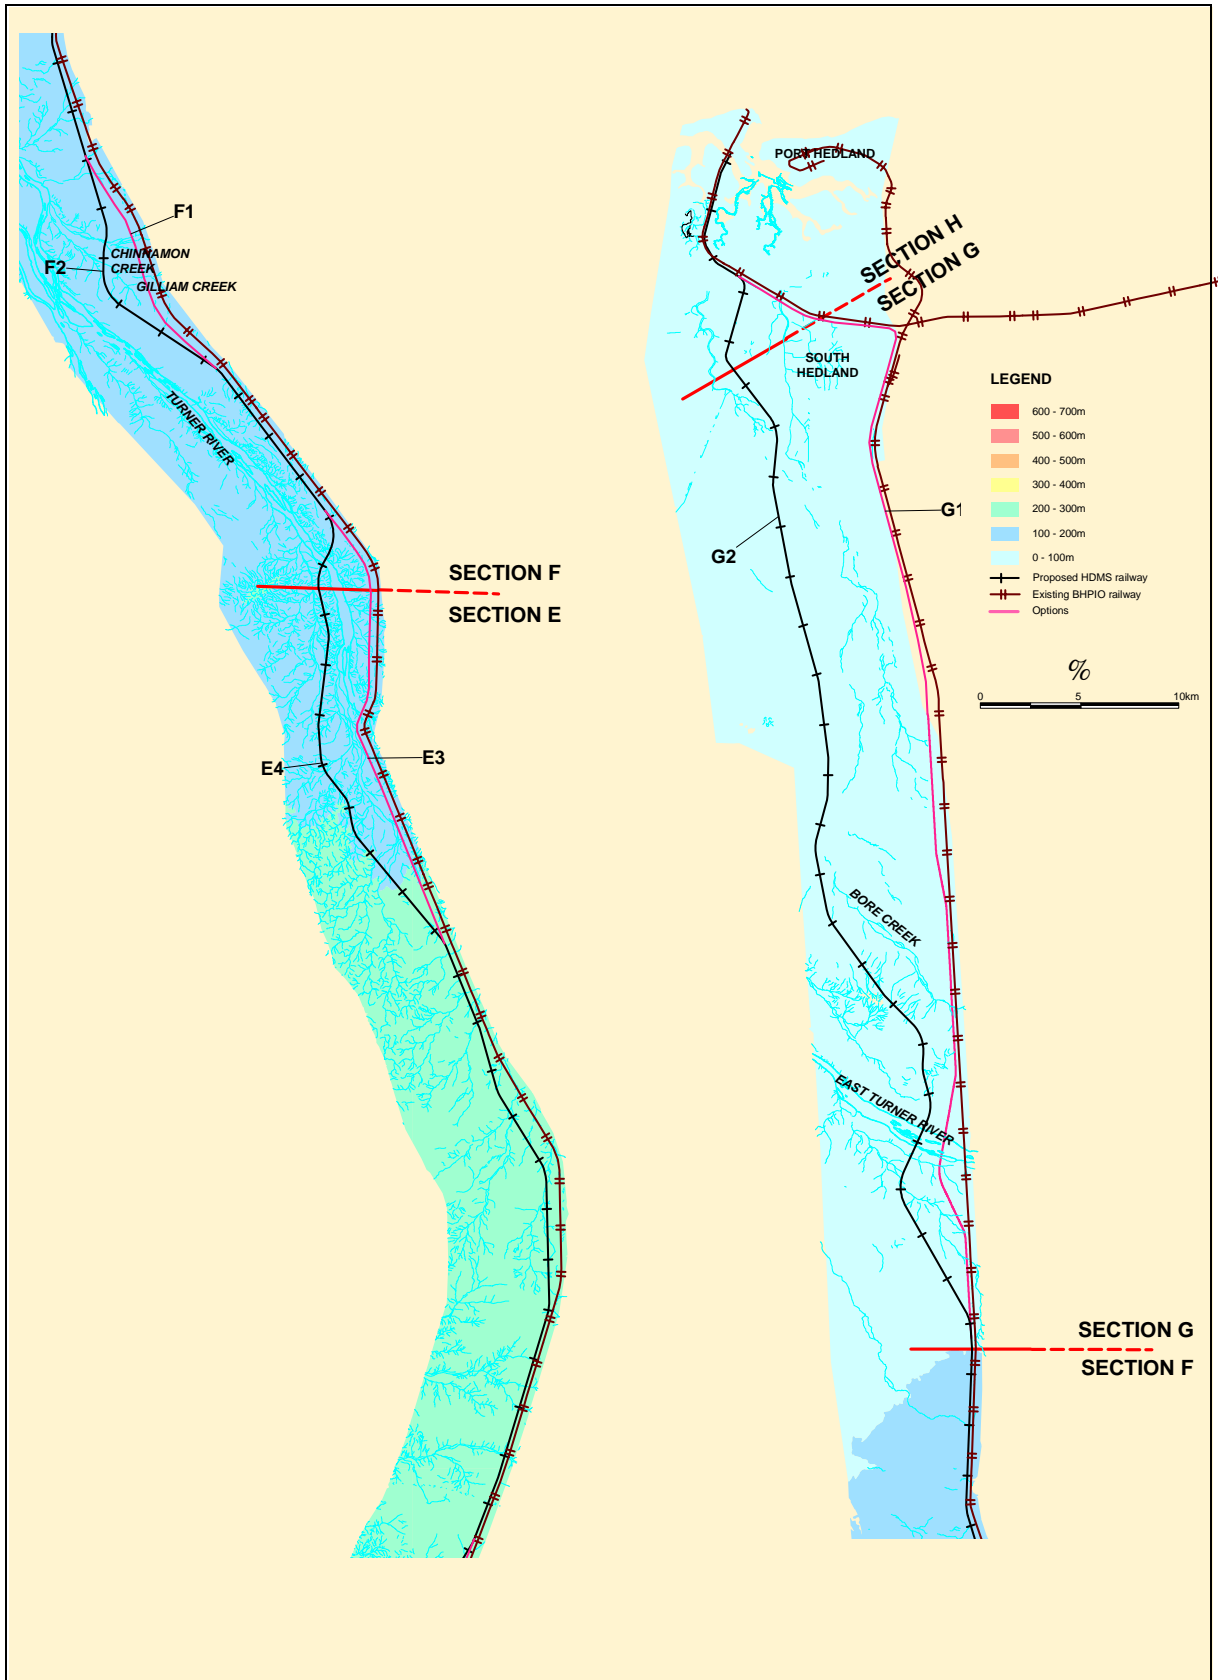 F1
F2
CHINNAMON
CREEK
GILLIAM CREEK
TURNER RIVER
SECTION F
SECTION E
E4
E3
PORT HEDLAND
SECTION H
SECTION G
SOUTH
HEDLAND
G1
G2
BORE CREEK
EAST TURNER RIVER
SECTION G
SECTION F
LEGEND
600 - 700m
500 - 600m
400 - 500m
300 - 400m
200 - 300m
100 - 200m
0 - 100m
Proposed HDMS railway
Existing BHPIO railway
Options
%
0 5 10km